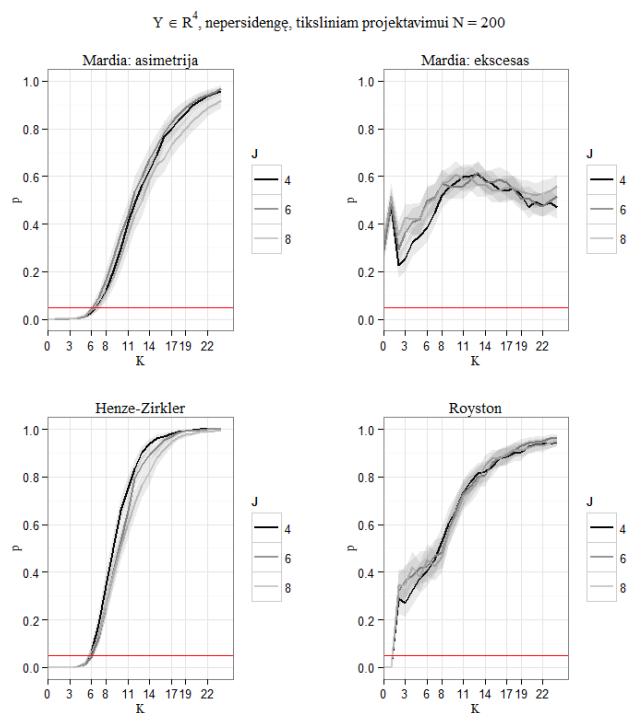 Y ∈ R⁴, nepersidengę, tiksliniam projektavimui N = 200
Mardia: asimetrija
1.0
0.8
0.6
0.4
0.2
0.0
p
0 3 6 8 11 14 17 19 22
K
J
4
6
8
Mardia: ekscesas
1.0
0.8
0.6
0.4
0.2
0.0
p
0 3 6 8 11 14 17 19 22
K
J
4
6
8
Henze-Zirkler
1.0
0.8
0.6
0.4
0.2
0.0
p
0 3 6 8 11 14 17 19 22
K
J
4
6
8
Royston
1.0
0.8
0.6
0.4
0.2
0.0
p
0 3 6 8 11 14 17 19 22
K
J
4
6
8